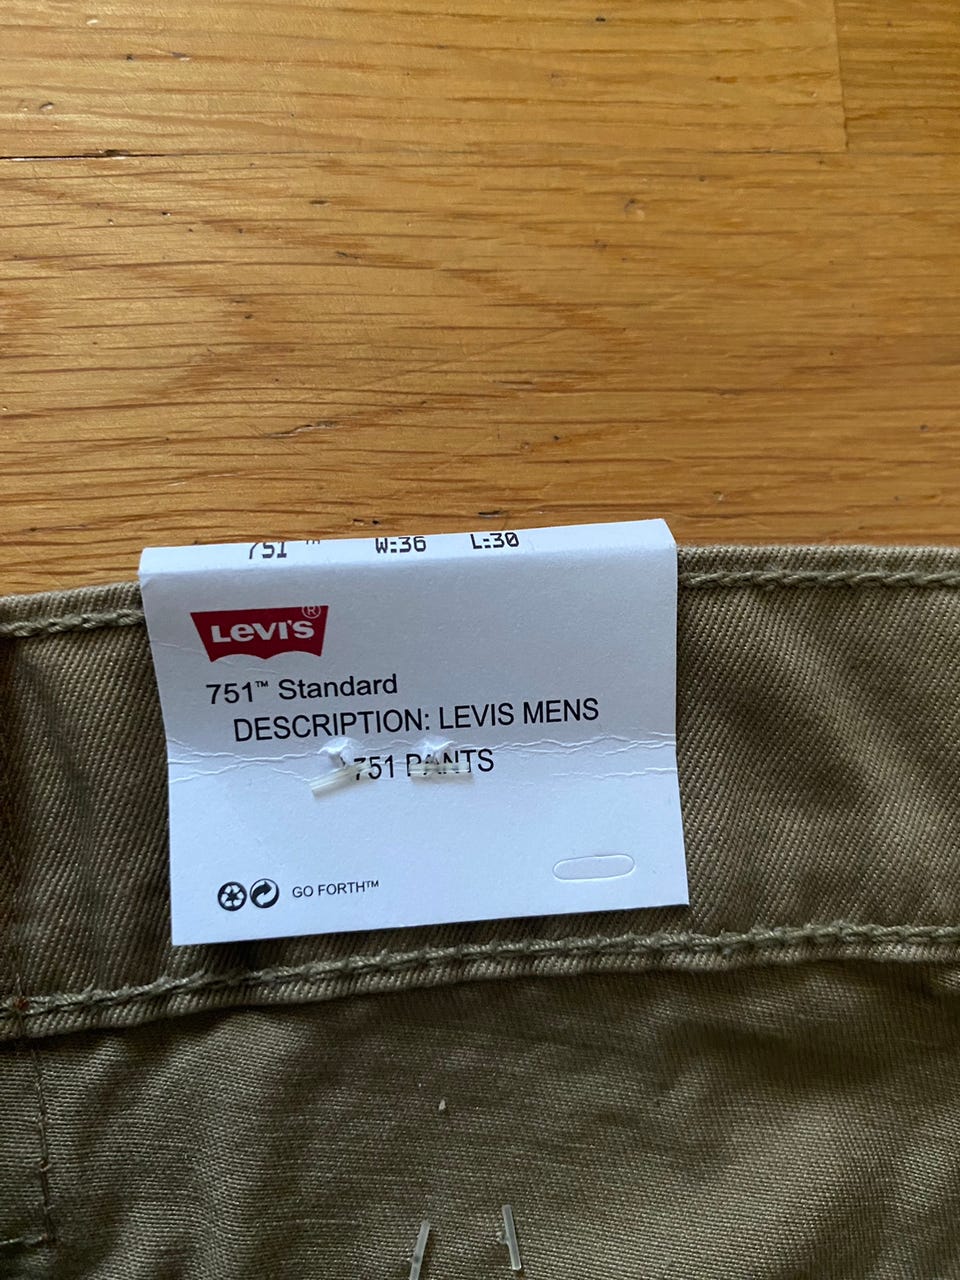 751™ W:36 L:30
Levi's®
751™ Standard
DESCRIPTION: LEVIS MENS
751 PANTS
GO FORTH™